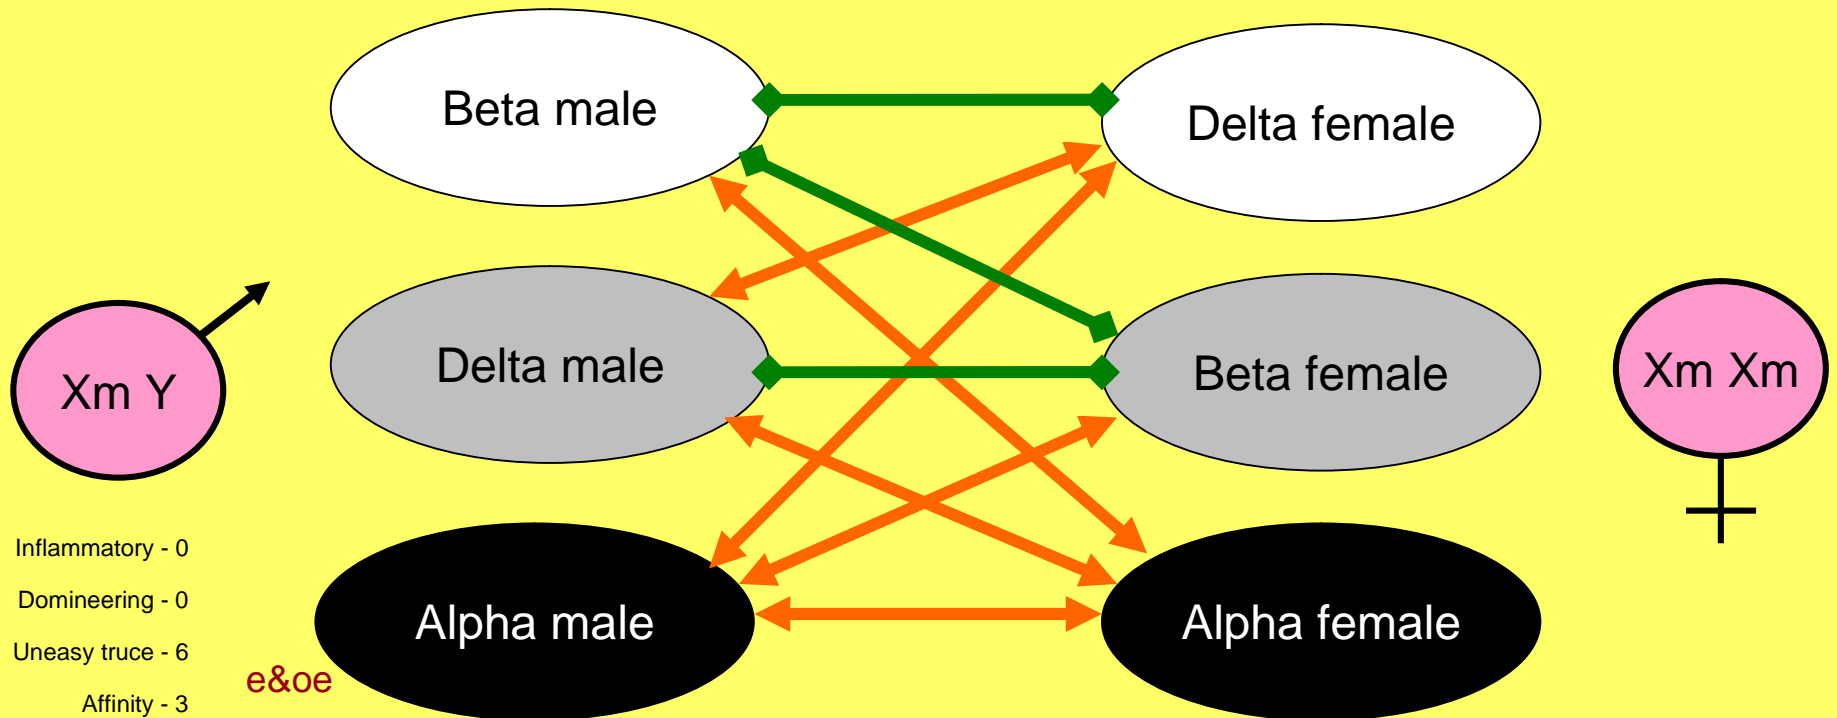 Beta male
Delta female
Xm Y
Delta male
Beta female
Xm Xm
Inflammatory - 0
Domineering - 0
Uneasy truce - 6
Affinity - 3
e&oe
Alpha male
Alpha female